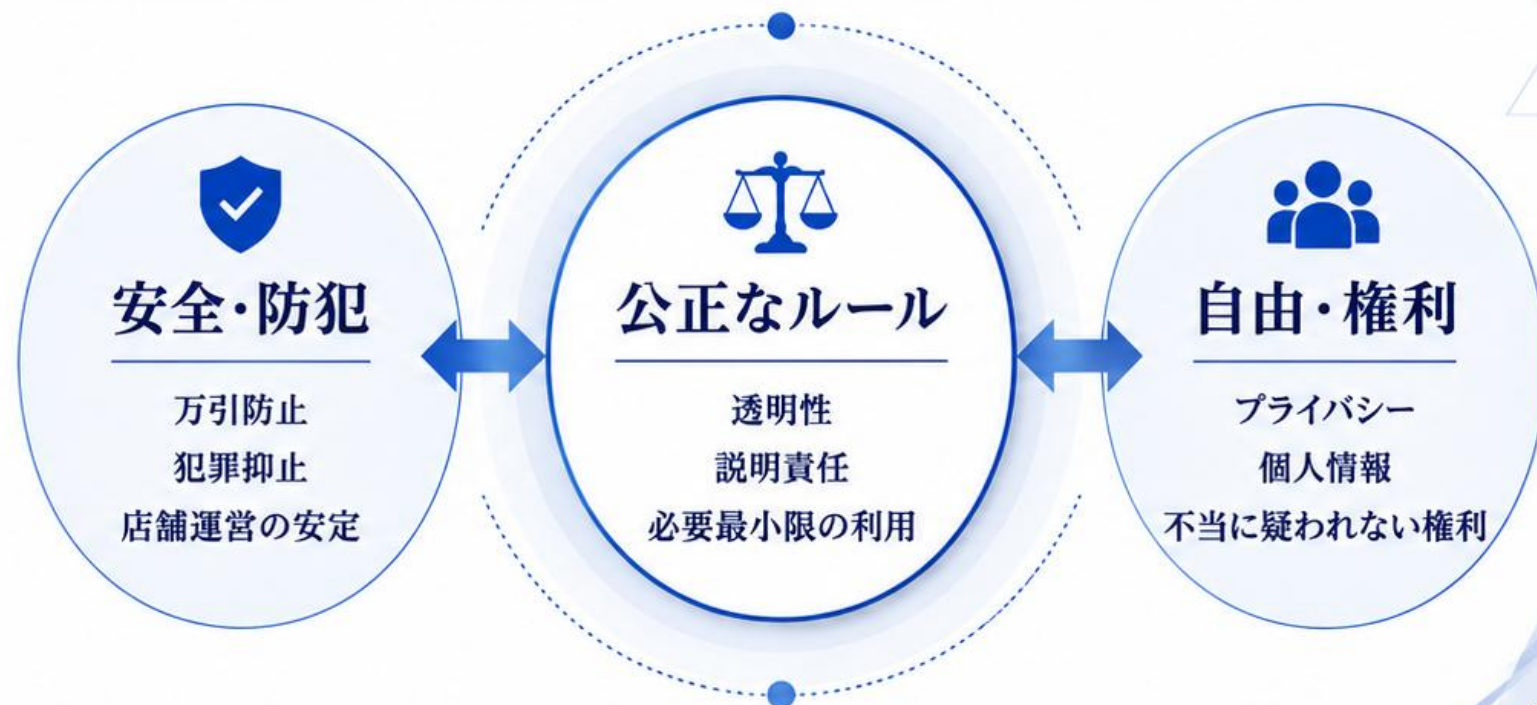 安全・防犯
万引防止
犯罪抑止
店舗運営の安定
公正なルール
透明性
説明責任
必要最小限の利用
自由・権利
プライバシー
個人情報
不当に疑われない権利